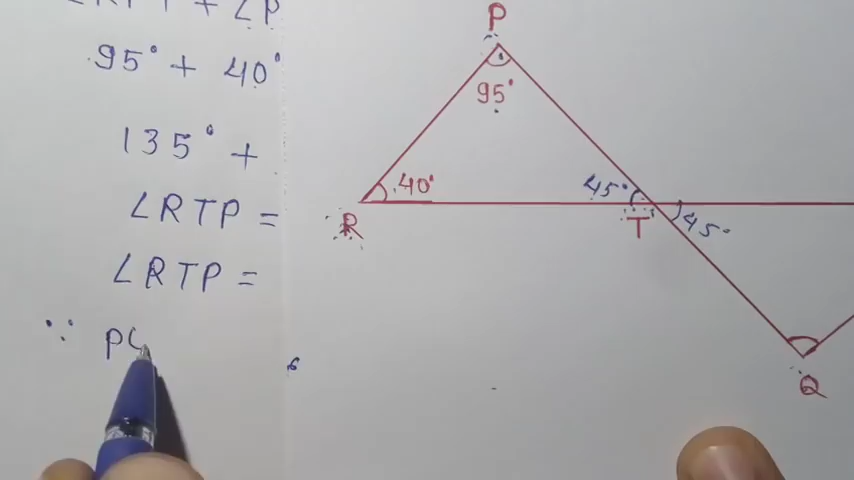 + ∠P
95° + 40°
135° +
∠RTP =
∠RTP =
∵ P
P
95°
40°
45°
R
T
45°
Q